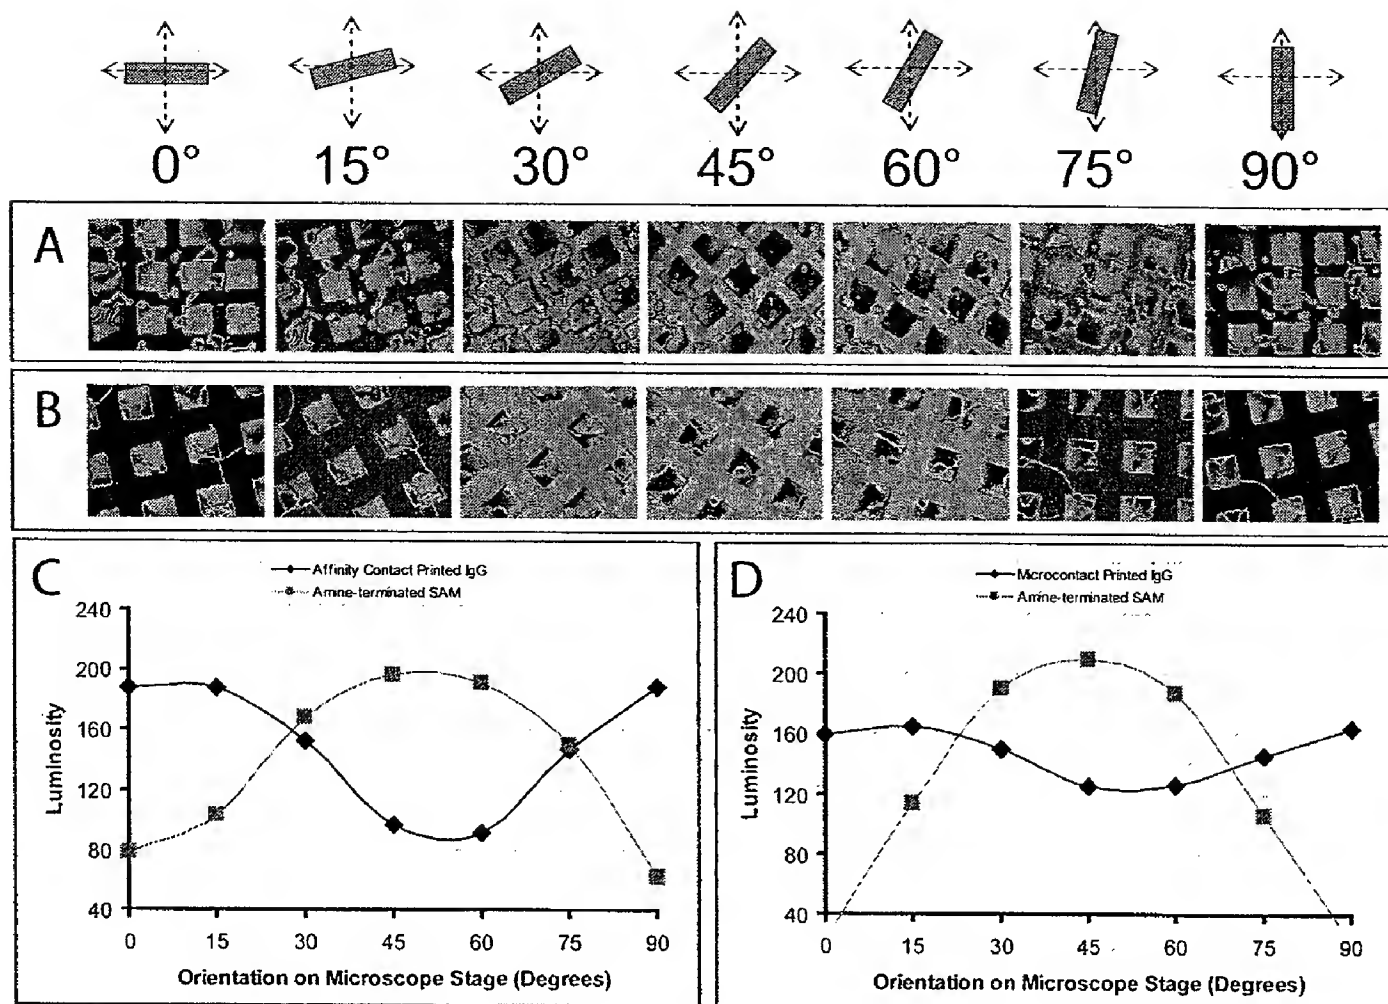 0° 15° 30° 45° 60° 75° 90°
A
B
C
Affinity Contact Printed IgG
Amine-terminated SAM
240
200
160
120
80
40
Luminosity
0 15 30 45 60 75 90
Orientation on Microscope Stage (Degrees)
D
Microcontact Printed IgG
Amine-terminated SAM
240
200
160
120
80
40
Luminosity
0 15 30 45 60 75 90
Orientation on Microscope Stage (Degrees)